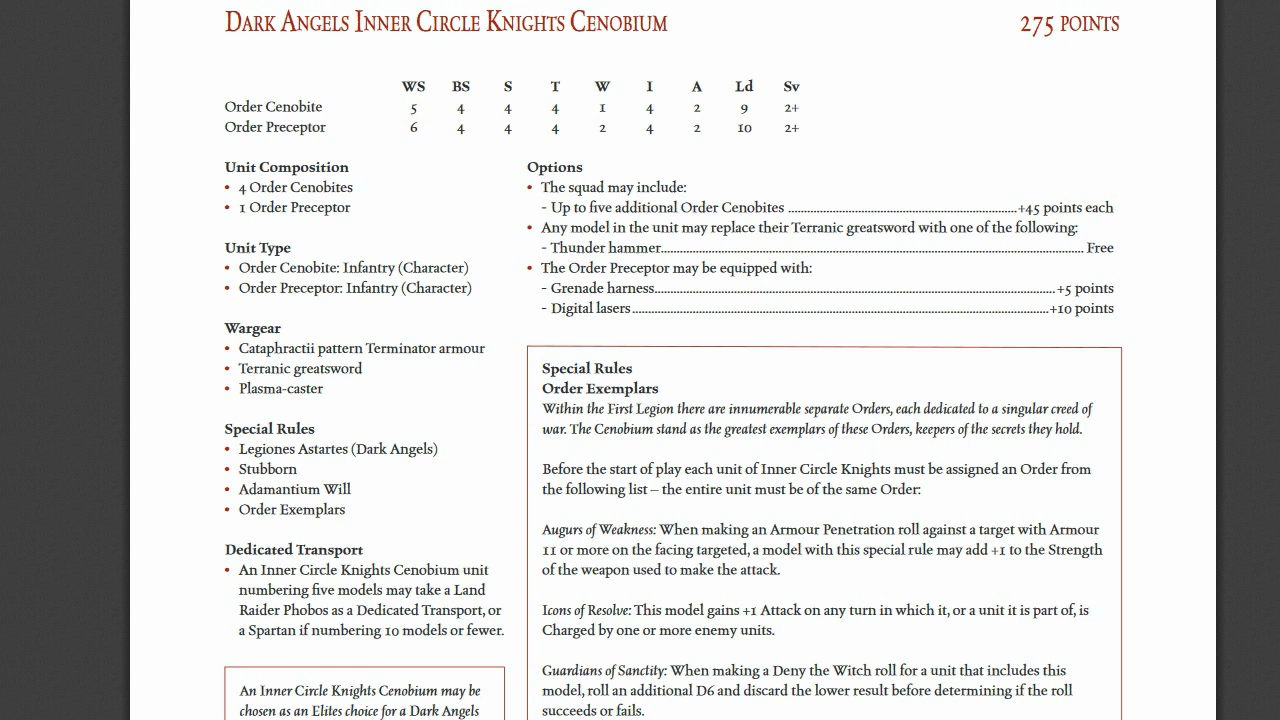 Dark Angels Inner Circle Knights Cenobium 275 points
WS BS S T W I A Ld Sv
Order Cenobite 5 4 4 4 1 4 2 9 2+
Order Preceptor 6 4 4 4 2 4 2 10 2+
Unit Composition
• 4 Order Cenobites
• 1 Order Preceptor
Unit Type
• Order Cenobite: Infantry (Character)
• Order Preceptor: Infantry (Character)
Wargear
• Cataphractii pattern Terminator armour
• Terranic greatsword
• Plasma-caster
Special Rules
• Legiones Astartes (Dark Angels)
• Stubborn
• Adamantium Will
• Order Exemplars
Dedicated Transport
• An Inner Circle Knights Cenobium unit
numbering five models may take a Land
Raider Phobos as a Dedicated Transport, or
a Spartan if numbering 10 models or fewer.
An Inner Circle Knights Cenobium may be
chosen as an Elites choice for a Dark Angels
Options
• The squad may include:
- Up to five additional Order Cenobites ........ +45 points each
• Any model in the unit may replace their Terranic greatsword with one of the following:
- Thunder hammer ........ Free
• The Order Preceptor may be equipped with:
- Grenade harness ........ +5 points
- Digital lasers ........ +10 points
Special Rules
Order Exemplars
Within the First Legion there are innumerable separate Orders, each dedicated to a singular creed of
war. The Cenobium stand as the greatest exemplars of these Orders, keepers of the secrets they hold.
Before the start of play each unit of Inner Circle Knights must be assigned an Order from
the following list – the entire unit must be of the same Order:
Augurs of Weakness: When making an Armour Penetration roll against a target with Armour
11 or more on the facing targeted, a model with this special rule may add +1 to the Strength
of the weapon used to make the attack.
Icons of Resolve: This model gains +1 Attack on any turn in which it, or a unit it is part of, is
Charged by one or more enemy units.
Guardians of Sanctity: When making a Deny the Witch roll for a unit that includes this
model, roll an additional D6 and discard the lower result before determining if the roll
succeeds or fails.